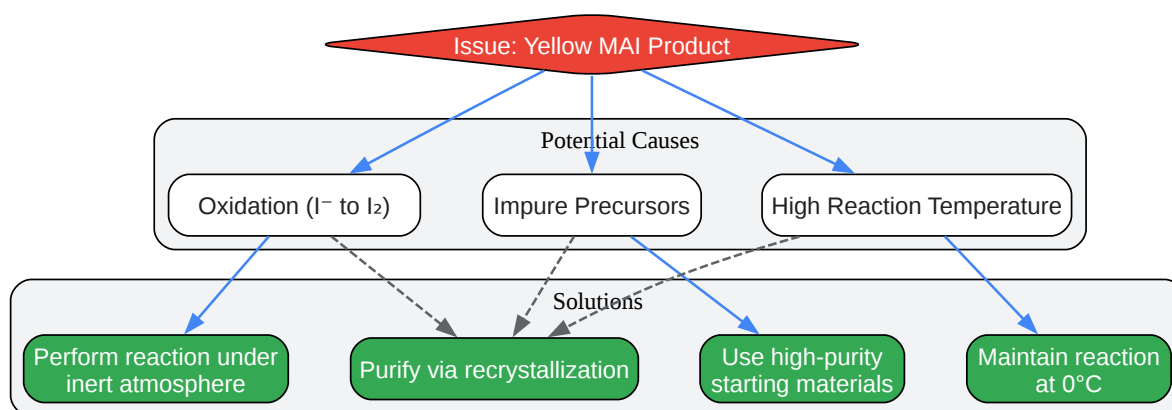 Issue: Yellow MAI Product
Potential Causes
Oxidation (I⁻ to I₂)
Impure Precursors
High Reaction Temperature
Solutions
Perform reaction under
inert atmosphere
Purify via recrystallization
Use high-purity
starting materials
Maintain reaction
at 0°C